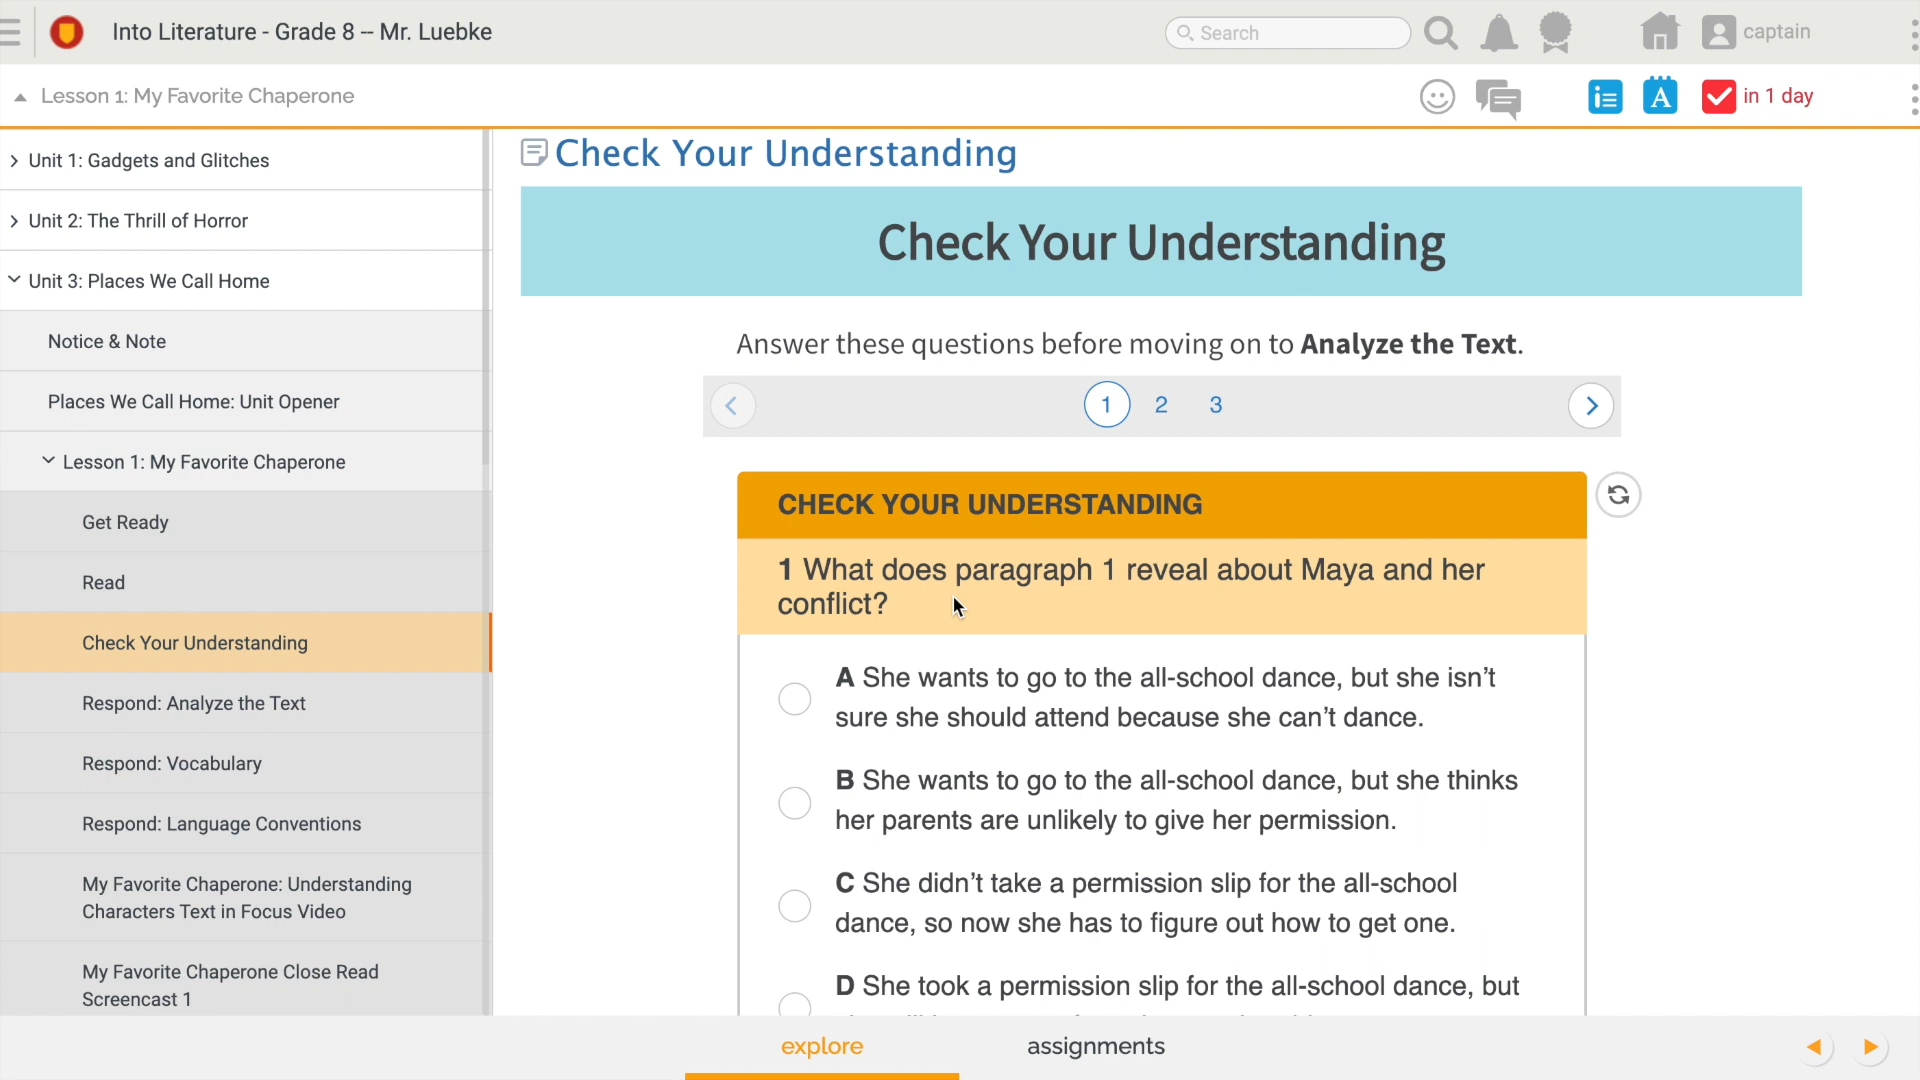 Into Literature - Grade 8 -- Mr. Luebke
Search
captain
Lesson 1: My Favorite Chaperone
A
in 1 day
Unit 1: Gadgets and Glitches
Unit 2: The Thrill of Horror
Unit 3: Places We Call Home
Notice & Note
Places We Call Home: Unit Opener
Lesson 1: My Favorite Chaperone
Get Ready
Read
Check Your Understanding
Respond: Analyze the Text
Respond: Vocabulary
Respond: Language Conventions
My Favorite Chaperone: Understanding
Characters Text in Focus Video
My Favorite Chaperone Close Read
Screencast 1
Check Your Understanding
Check Your Understanding
Answer these questions before moving on to Analyze the Text.
1 2 3
CHECK YOUR UNDERSTANDING
1 What does paragraph 1 reveal about Maya and her
conflict?
A She wants to go to the all-school dance, but she isn't
sure she should attend because she can't dance.
B She wants to go to the all-school dance, but she thinks
her parents are unlikely to give her permission.
C She didn't take a permission slip for the all-school
dance, so now she has to figure out how to get one.
D She took a permission slip for the all-school dance, but
explore
assignments